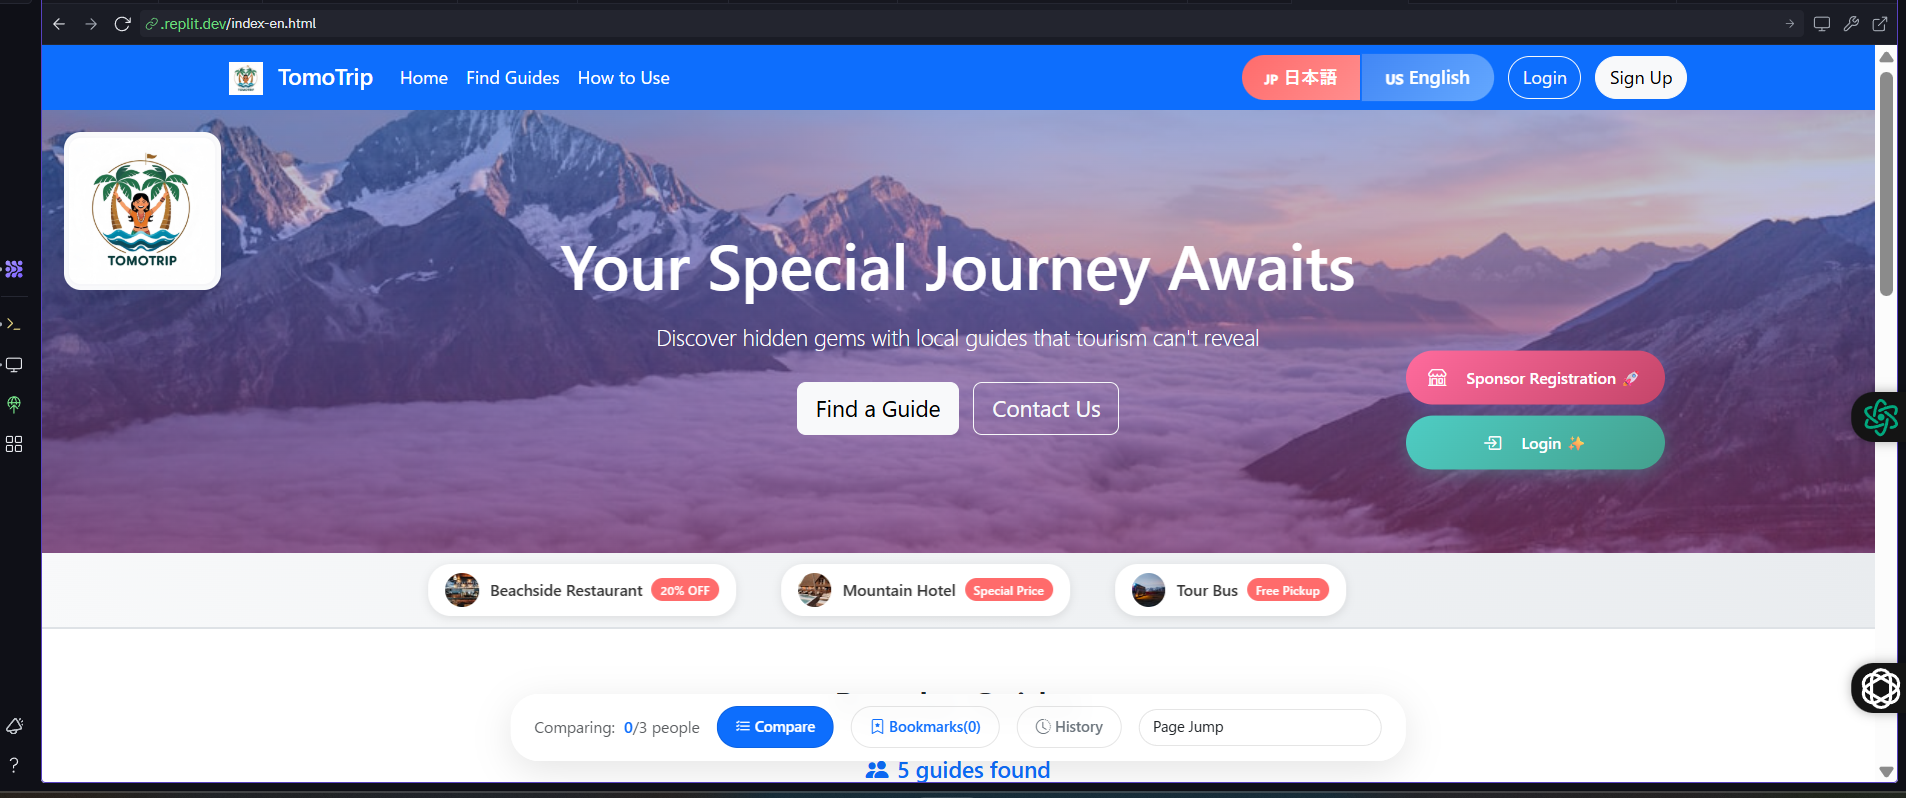 .replit.dev/index-en.html
TomoTrip
Home
Find Guides
How to Use
JP 日本語
US English
Login
Sign Up
TOMOTRIP
Your Special Journey Awaits
Discover hidden gems with local guides that tourism can't reveal
Find a Guide
Contact Us
Sponsor Registration 🚀
Login ✨
Beachside Restaurant 20% OFF
Mountain Hotel Special Price
Tour Bus Free Pickup
Comparing: 0/3 people
Compare
Bookmarks(0)
History
Page Jump
5 guides found
?